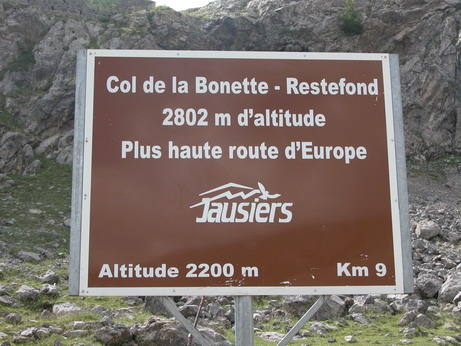 Col de la Bonette - Restefond
2802 m d'altitude
Plus haute route d'Europe
Jausiers
Altitude 2200 m Km 9